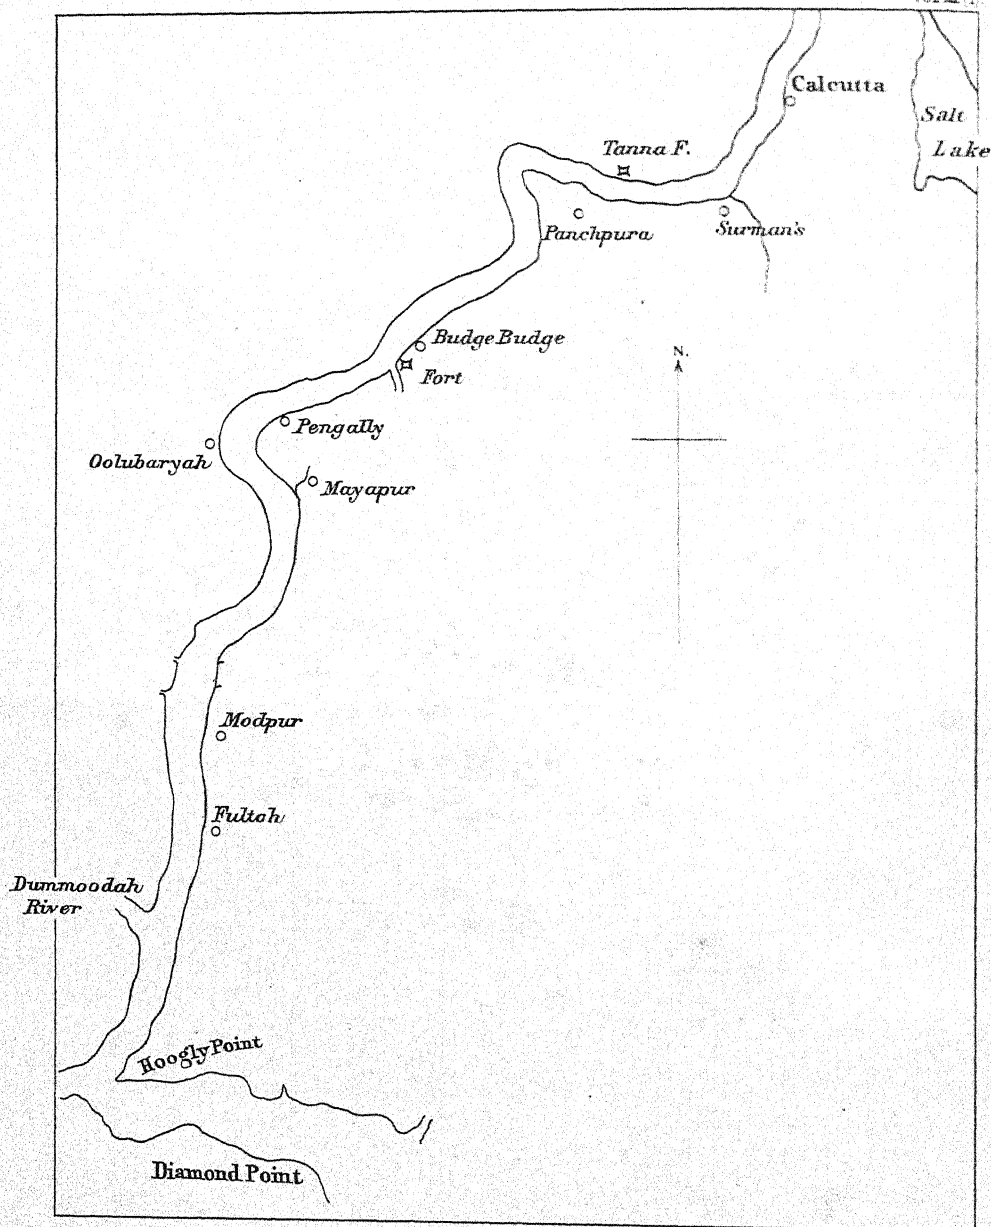 Calcutta
Salt
Lake
Tanna F.
Panchpura
Surman's
Budge Budge
Fort
N.
Pengally
Oolubaryah
Mayapur
Modpur
Fultah
Dummoodah
River
Hoogly Point
Diamond Point